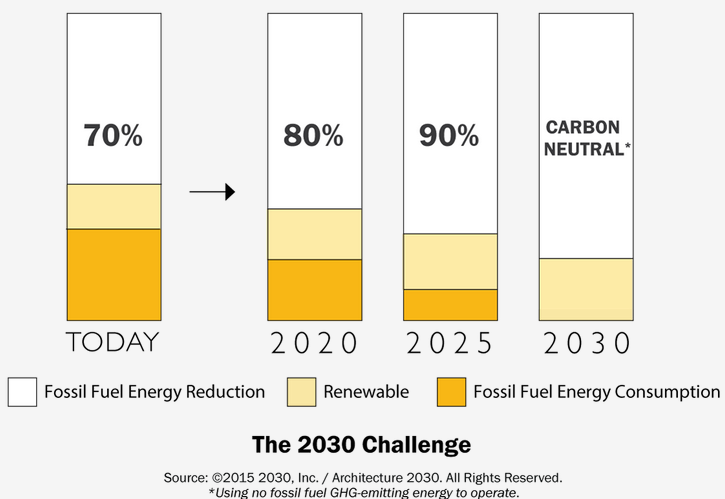 70%
80%
90%
CARBON
NEUTRAL*
TODAY
2020
2025
2030
Fossil Fuel Energy Reduction
Renewable
Fossil Fuel Energy Consumption
The 2030 Challenge
Source: ©2015 2030, Inc. / Architecture 2030. All Rights Reserved.
*Using no fossil fuel GHG-emitting energy to operate.